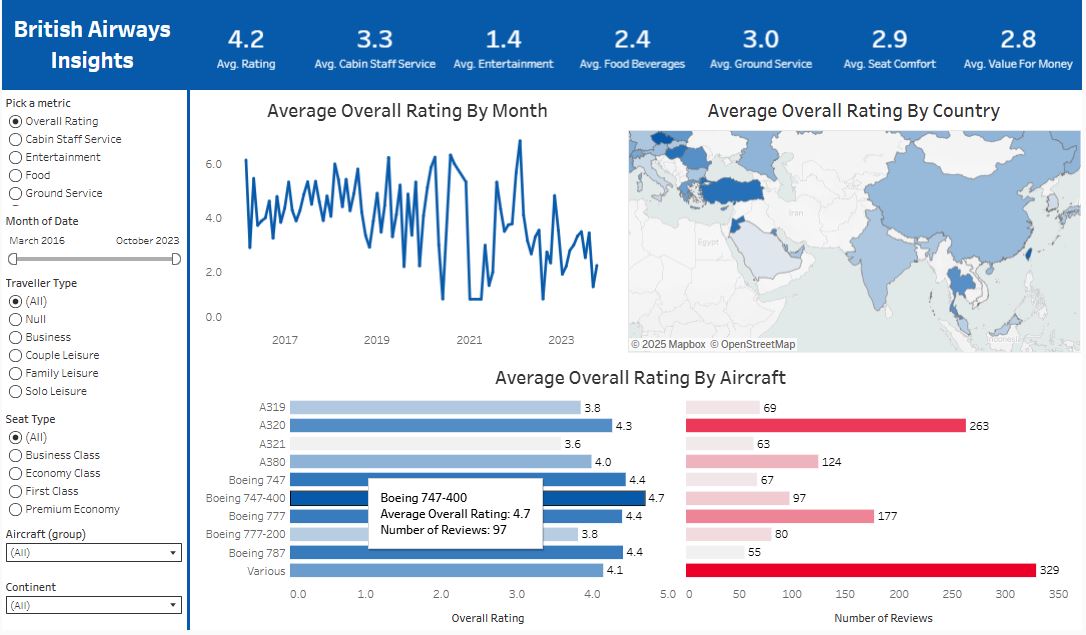 British Airways
Insights
4.2
Avg. Rating
3.3
Avg. Cabin Staff Service
1.4
Avg. Entertainment
2.4
Avg. Food Beverages
3.0
Avg. Ground Service
2.9
Avg. Seat Comfort
2.8
Avg. Value For Money
Pick a metric
Overall Rating
Cabin Staff Service
Entertainment
Food
Ground Service
Month of Date
March 2016 October 2023
Traveller Type
(All)
Null
Business
Couple Leisure
Family Leisure
Solo Leisure
Seat Type
(All)
Business Class
Economy Class
First Class
Premium Economy
Aircraft (group)
(All)
Continent
(All)
Average Overall Rating By Month
6.0
4.0
2.0
0.0
2017 2019 2021 2023
Average Overall Rating By Country
Iran
Egypt
Indonesia
© 2025 Mapbox © OpenStreetMap
Average Overall Rating By Aircraft
A319 3.8 69
A320 4.3 263
A321 3.6 63
A380 4.0 124
Boeing 747 4.4 67
Boeing 747-400 4.7 97
Boeing 777 4.4 177
Boeing 777-200 3.8 80
Boeing 787 4.4 55
Various 4.1 329
Boeing 747-400
Average Overall Rating: 4.7
Number of Reviews: 97
0.0 1.0 2.0 3.0 4.0 5.0
Overall Rating
0 50 100 150 200 250 300 350
Number of Reviews